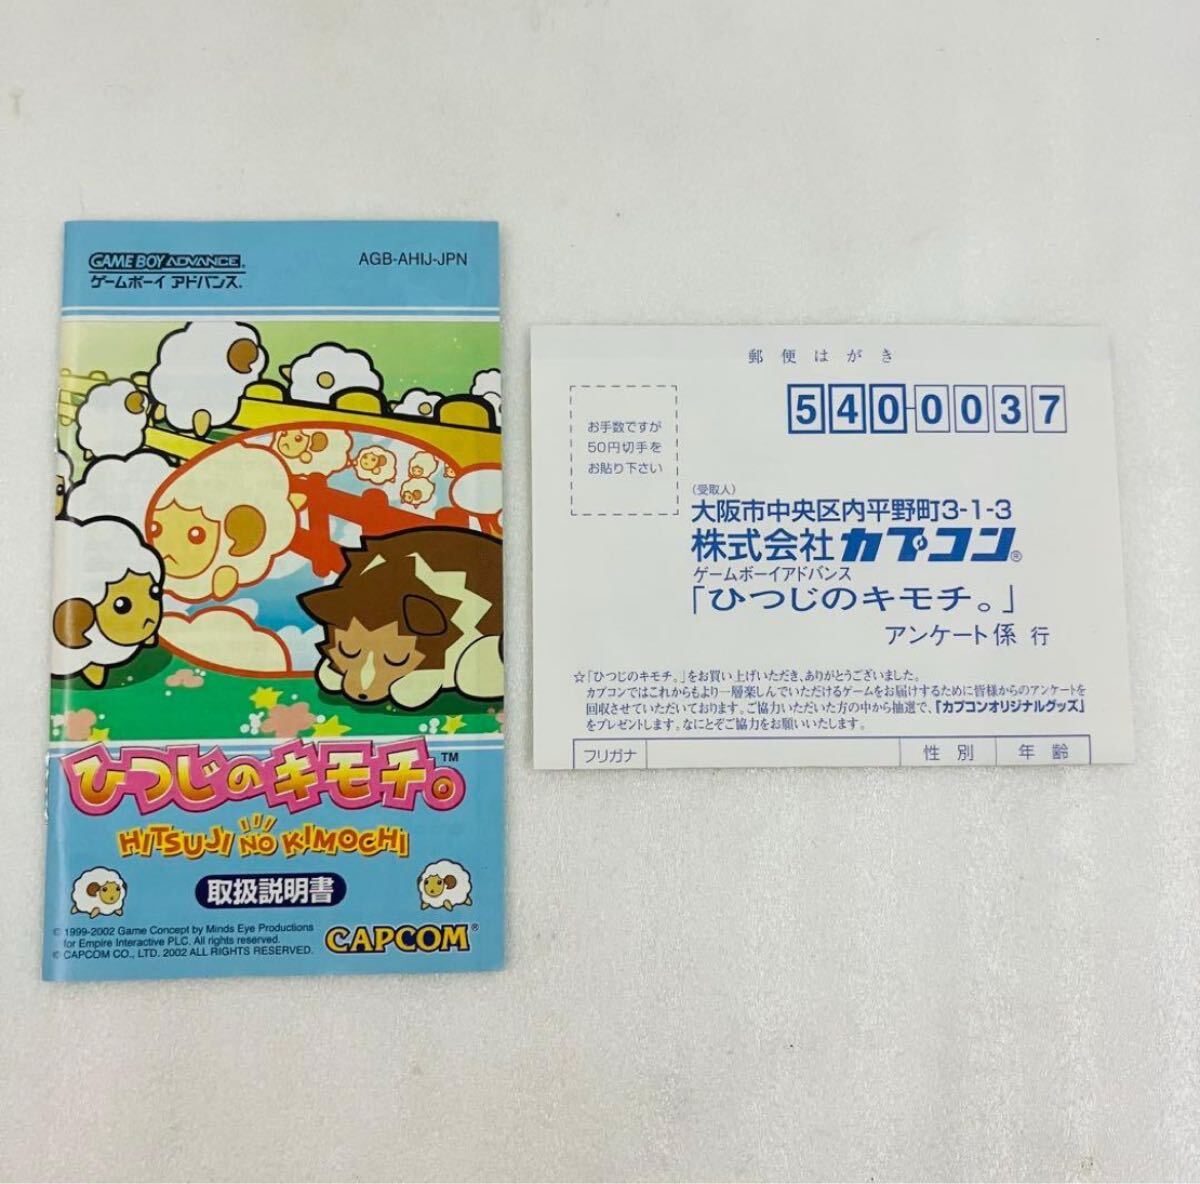 GAME BOY ADVANCE
ゲームボーイ アドバンス
AGB-AHIJ-JPN
ひつじのキモチ。™
HITSUJI NO KIMOCHI
取扱説明書
© 1999-2002 Game Concept by Minds Eye Productions
for Empire Interactive PLC. All rights reserved.
© CAPCOM CO., LTD. 2002 ALL RIGHTS RESERVED.
CAPCOM®
郵便はがき
540-0037
お手数ですが
50円切手を
お貼り下さい
(受取人)
大阪市中央区内平野町3-1-3
株式会社 カプコン®
ゲームボーイアドバンス
「ひつじのキモチ。」
アンケート係 行
☆「ひつじのキモチ。」をお買い上げいただき、ありがとうございました。
カプコンではこれからもより一層楽しんでいただけるゲームをお届けするために皆様からのアンケートを
回収させていただいております。ご協力いただいた方の中から抽選で、「カプコンオリジナルグッズ」
をプレゼントします。なにとぞご協力をお願いいたします。
フリガナ 性別 年齢